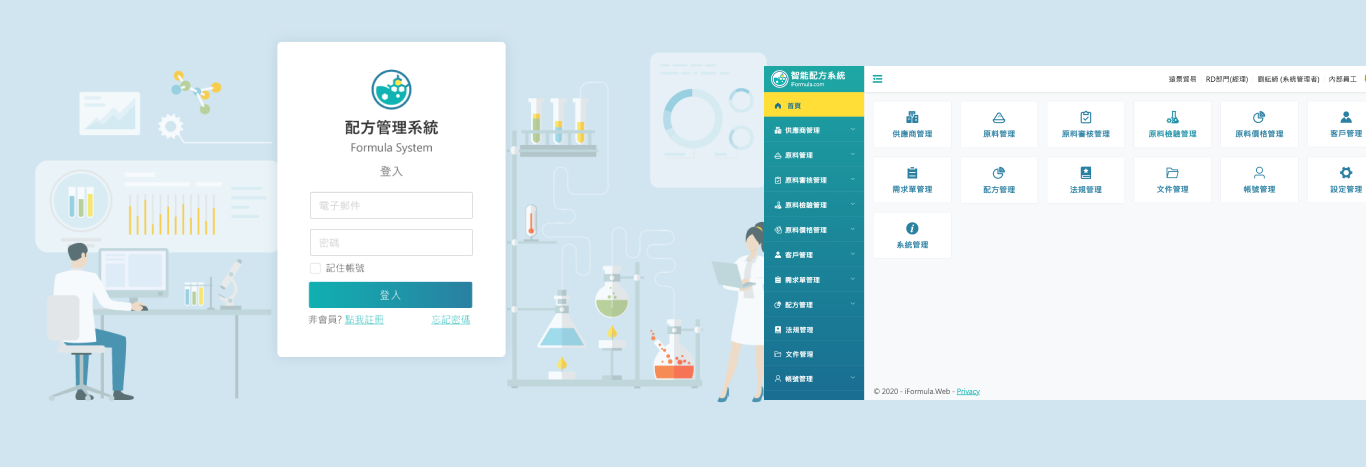 配方管理系統
Formula System
登入
電子郵件
密碼
記住帳號
登入
非會員? 點我註冊
忘記密碼
智能配方系統
iFormula.com
首頁
供應商管理
原料管理
原料審核管理
原料檢驗管理
原料價格管理
客戶管理
需求單管理
配方管理
法規管理
文件管理
帳號管理
遠景貿易 RD部門(經理) 劉紜綺 (系統管理者) 內部員工
供應商管理
原料管理
原料審核管理
原料檢驗管理
原料價格管理
客戶管理
需求單管理
配方管理
法規管理
文件管理
帳號管理
設定管理
系統管理
© 2020 - iFormula.Web - Privacy